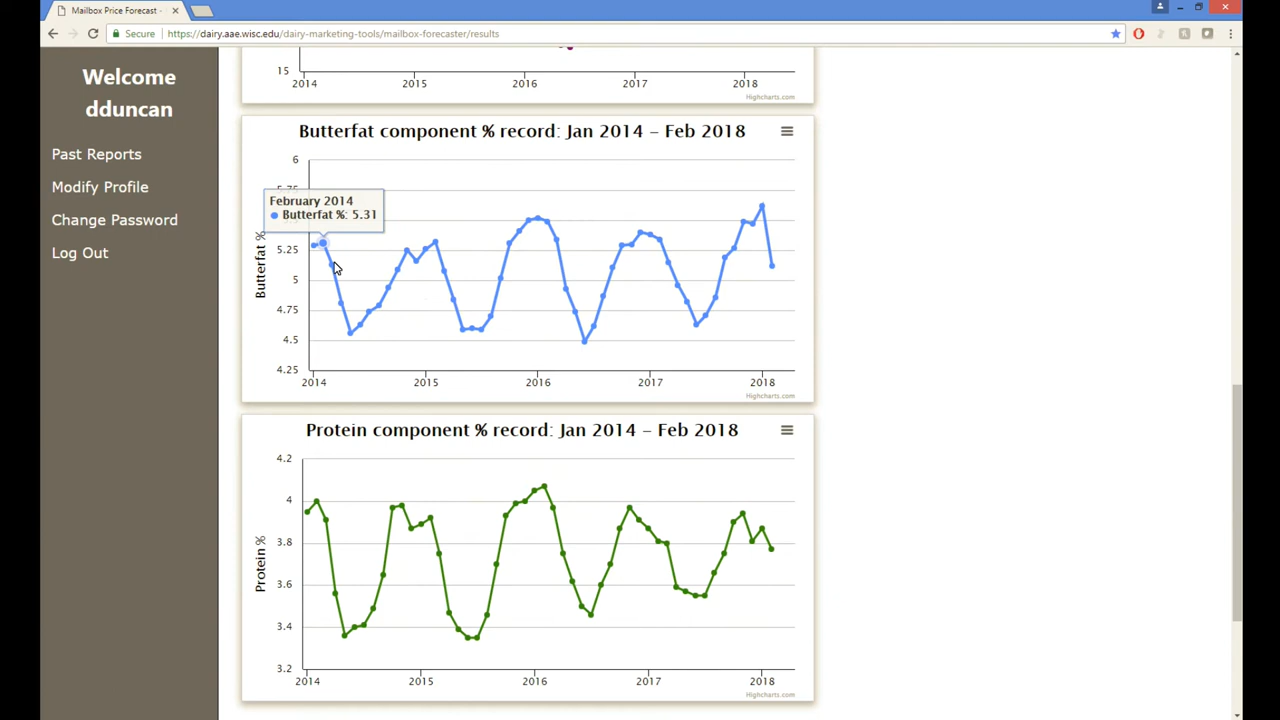 Mailbox Price Forecast -
Secure
https://dairy.aae.wisc.edu/dairy-marketing-tools/mailbox-forecaster/results
Welcome
dduncan
Past Reports
Modify Profile
Change Password
Log Out
15
2014 2015 2016 2017 2018
Highcharts.com
Butterfat component % record: Jan 2014 – Feb 2018
6
5.75
February 2014
Butterfat %: 5.31
5.25
5
4.75
4.5
4.25
Butterfat %
2014 2015 2016 2017 2018
Highcharts.com
Protein component % record: Jan 2014 – Feb 2018
4.2
4
3.8
3.6
3.4
3.2
Protein %
2014 2015 2016 2017 2018
Highcharts.com